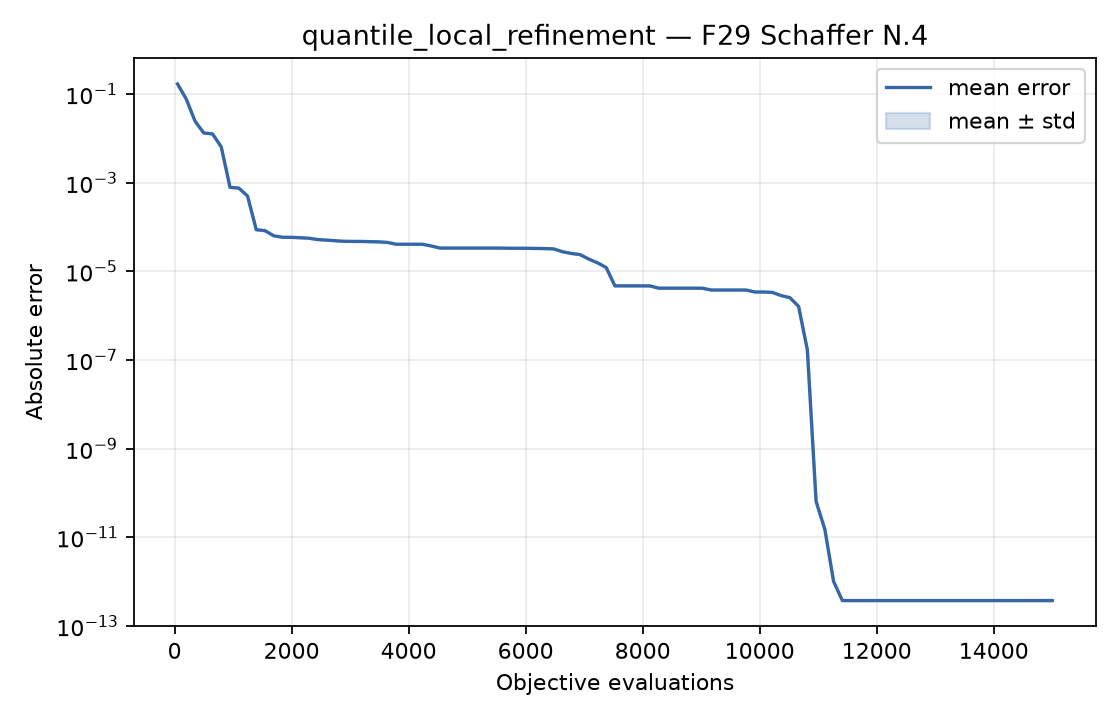 quantile_local_refinement — F29 Schaffer N.4
mean error
mean ± std
Absolute error
10⁻¹
10⁻³
10⁻⁵
10⁻⁷
10⁻⁹
10⁻¹¹
10⁻¹³
0 2000 4000 6000 8000 10000 12000 14000
Objective evaluations